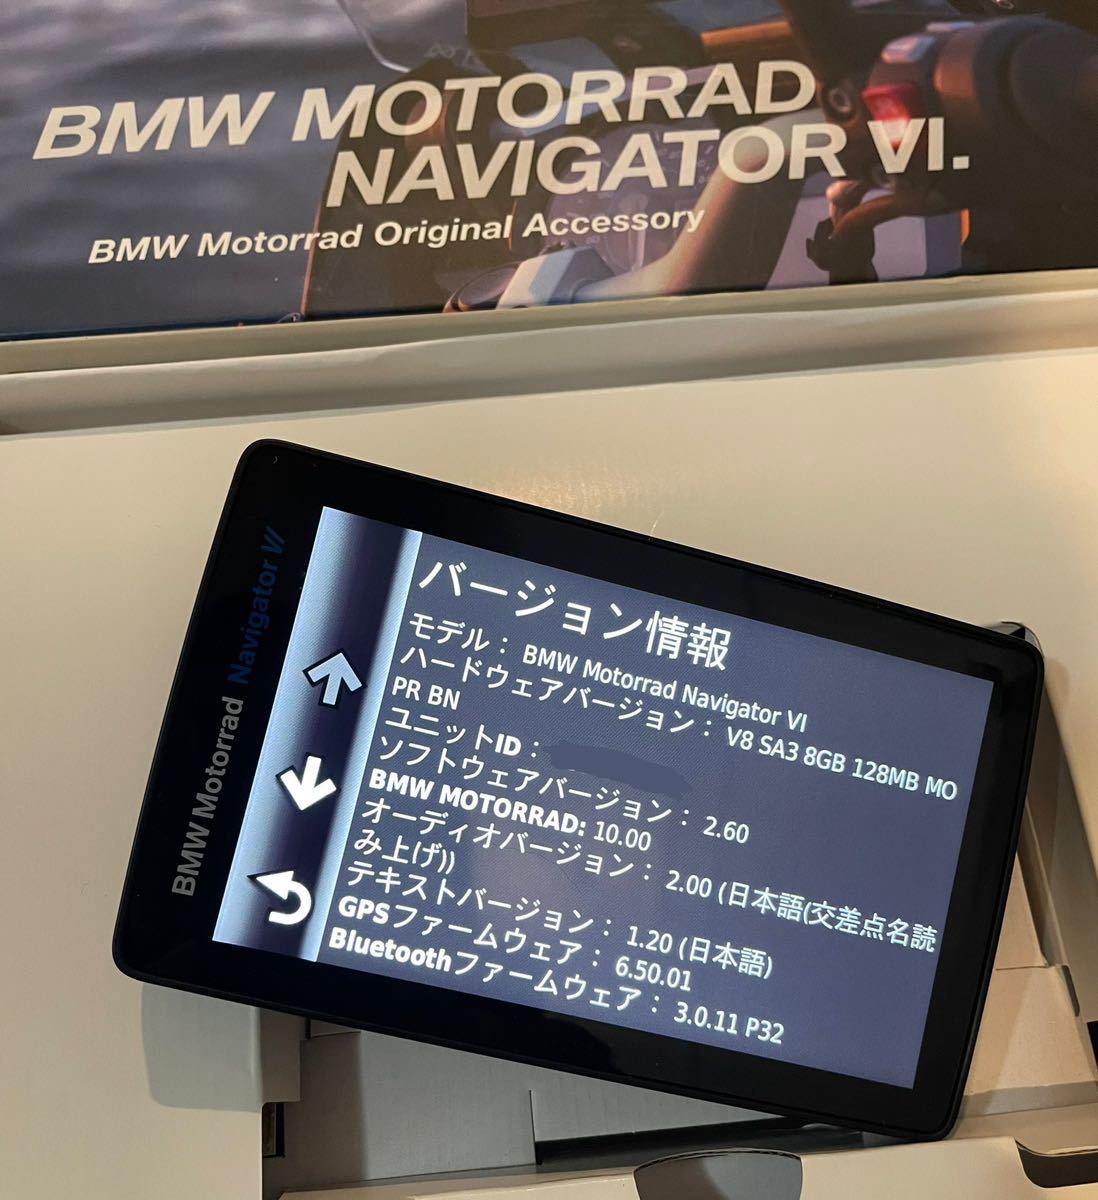 BMW MOTORRAD
NAVIGATOR VI.
BMW Motorrad Original Accessory
BMW Motorrad Navigator VI
バージョン情報
モデル： BMW Motorrad Navigator VI
ハードウェアバージョン： V8 SA3 8GB 128MB MO
PR BN
ユニットID：
ソフトウェアバージョン： 2.60
BMW MOTORRAD: 10.00
オーディオバージョン： 2.00 (日本語(交差点名読
み上げ))
テキストバージョン： 1.20 (日本語)
GPSファームウェア： 6.50.01
Bluetoothファームウェア： 3.0.11 P32